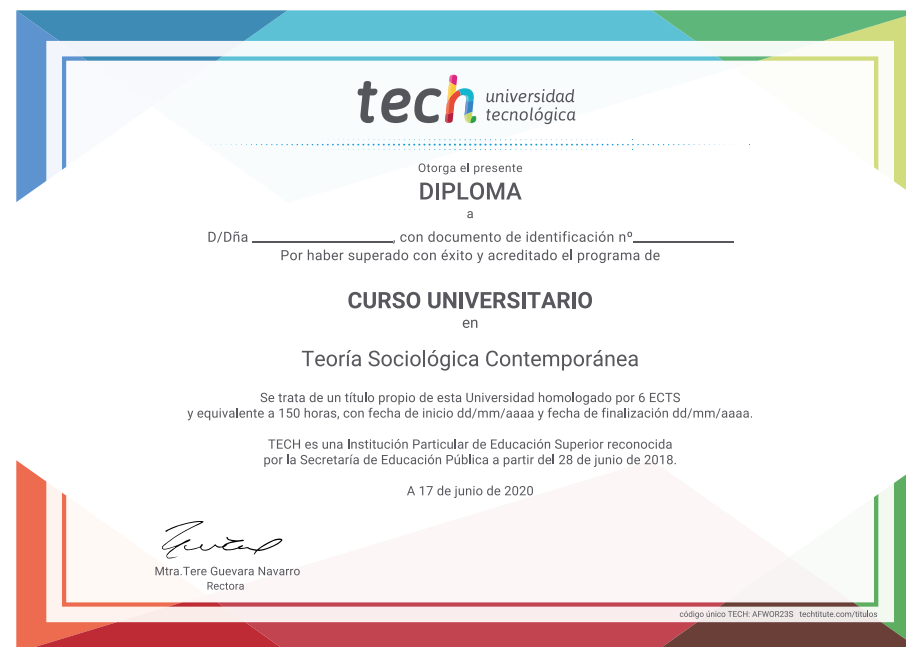 tech universidad
tecnológica
Otorga el presente
DIPLOMA
a
D/Dña ____________________, con documento de identificación nº______________
Por haber superado con éxito y acreditado el programa de
CURSO UNIVERSITARIO
en
Teoría Sociológica Contemporánea
Se trata de un título propio de esta Universidad homologado por 6 ECTS
y equivalente a 150 horas, con fecha de inicio dd/mm/aaaa y fecha de finalización dd/mm/aaaa.
TECH es una Institución Particular de Educación Superior reconocida
por la Secretaría de Educación Pública a partir del 28 de junio de 2018.
A 17 de junio de 2020
Mtra.Tere Guevara Navarro
Rectora
código único TECH: AFWOR23S techtitute.com/titulos